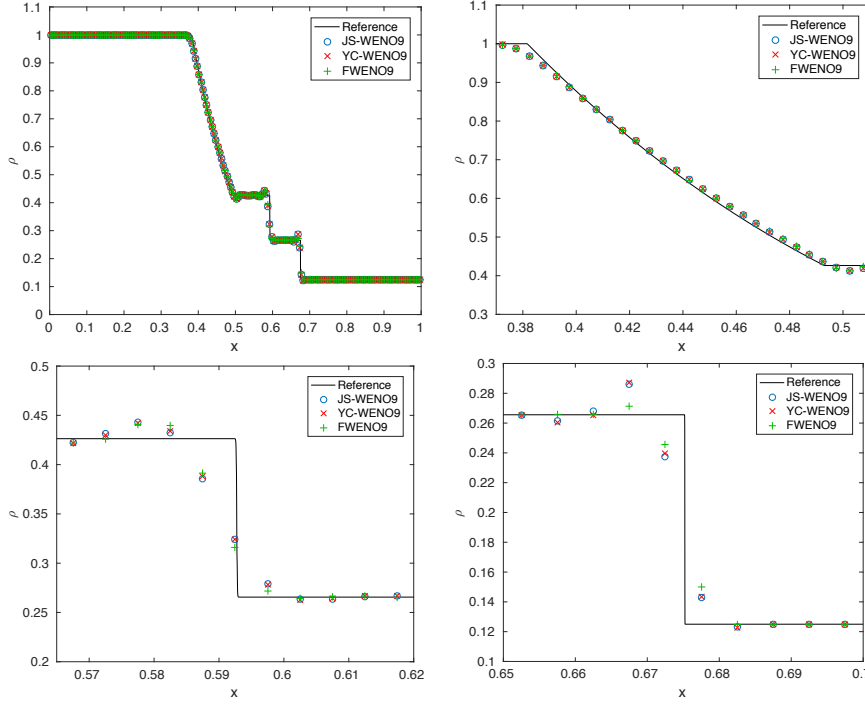 1.1
1
0.9
0.8
0.7
0.6
0.5
0.4
0.3
0.2
0.1
0
ρ
0 0.1 0.2 0.3 0.4 0.5 0.6 0.7 0.8 0.9 1
x
Reference
JS-WENO9
YC-WENO9
FWENO9
1.1
1
0.9
0.8
0.7
0.6
0.5
0.4
0.3
ρ
0.38 0.4 0.42 0.44 0.46 0.48 0.5
x
Reference
JS-WENO9
YC-WENO9
FWENO9
0.5
0.45
0.4
0.35
0.3
0.25
0.2
ρ
0.57 0.58 0.59 0.6 0.61 0.62
x
Reference
JS-WENO9
YC-WENO9
FWENO9
0.3
0.28
0.26
0.24
0.22
0.2
0.18
0.16
0.14
0.12
0.1
ρ
0.65 0.66 0.67 0.68 0.69 0.7
x
Reference
JS-WENO9
YC-WENO9
FWENO9